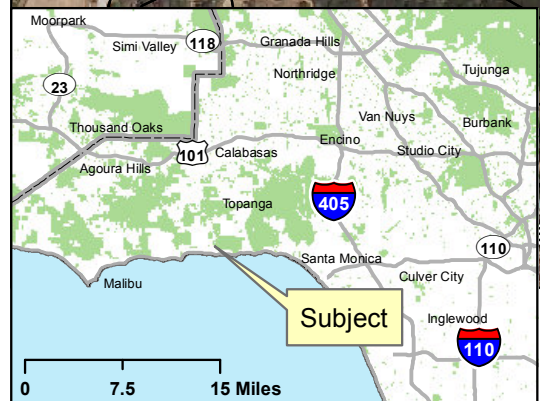 Moorpark
Simi Valley
118
Granada Hills
23
Northridge
Tujunga
Van Nuys
Burbank
Thousand Oaks
Encino
Studio City
101
Calabasas
Agoura Hills
Topanga
405
Santa Monica
110
Culver City
Malibu
Subject
Inglewood
110
0 7.5 15 Miles